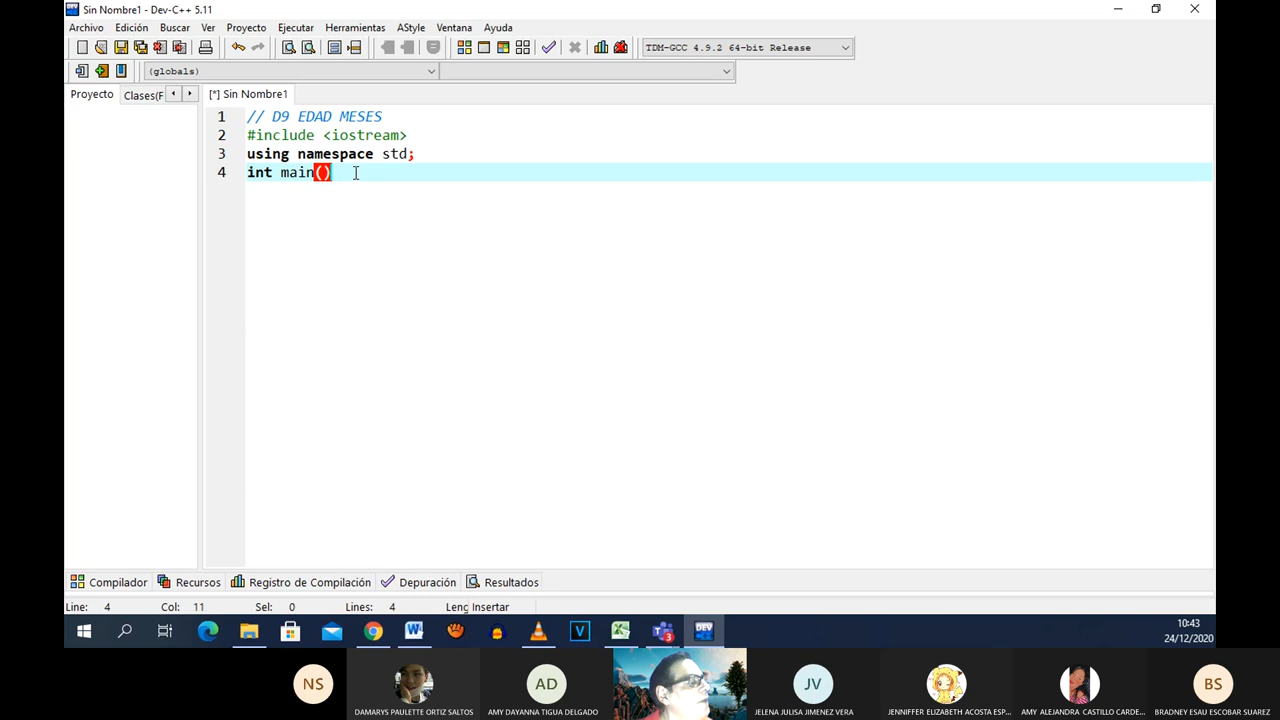 Sin Nombre1 - Dev-C++ 5.11
Archivo Edición Buscar Ver Proyecto Ejecutar Herramientas AStyle Ventana Ayuda
TDM-GCC 4.9.2 64-bit Release
(globals)
Proyecto Clases(F [*] Sin Nombre1
1 // D9 EDAD MESES
2 #include <iostream>
3 using namespace std;
4 int main()
Compilador Recursos Registro de Compilación Depuración Resultados
Line: 4 Col: 11 Sel: 0 Lines: 4 Leng Insertar
10:43
24/12/2020
NS AD JV BS
DAMARYS PAULETTE ORTIZ SALTOS AMY DAYANNA TIGUA DELGADO JELENA JULISA JIMENEZ VERA JENNIFFER ELIZABETH ACOSTA ESP... AMY ALEJANDRA CASTILLO CARDE... BRADNEY ESAU ESCOBAR SUAREZ